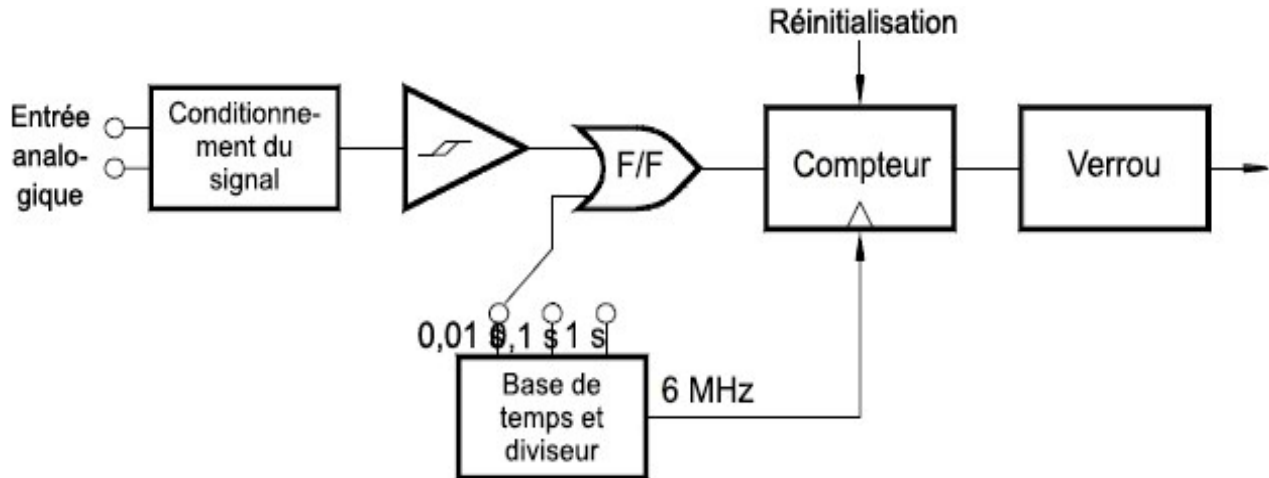 Réinitialisation
Entrée
analo-
gique
Conditionne-
ment du
signal
F/F
Compteur
Verrou
0,01 s
0,1 s
1 s
Base de
temps et
diviseur
6 MHz